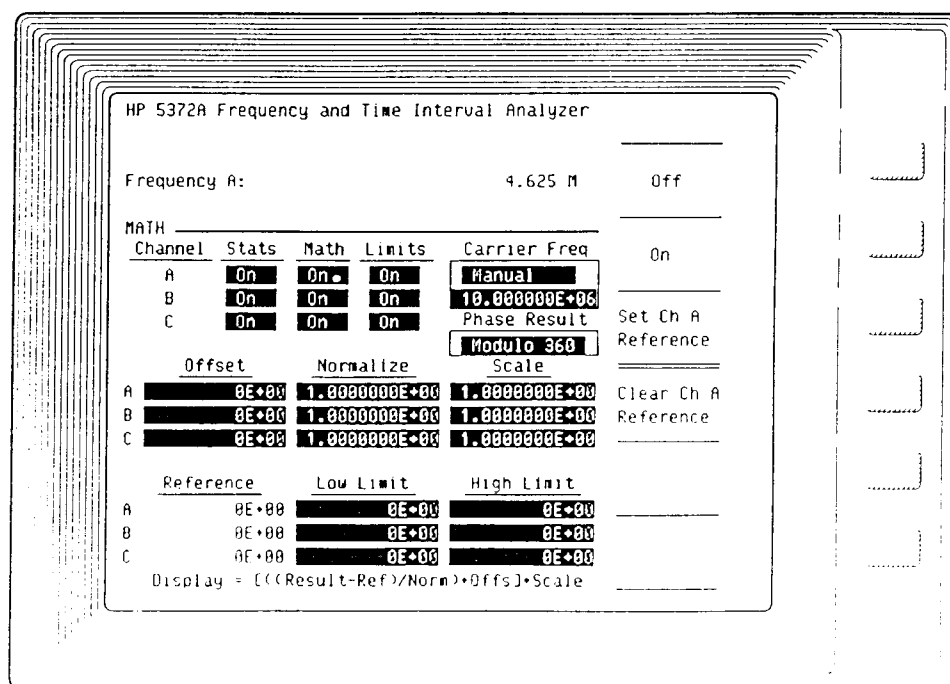 HP 5372A Frequency and Time Interval Analyzer
Frequency A: 4.625 M
MATH
Channel Stats Math Limits Carrier Freq
A On On On Manual
B On On On 10.000000E+06
C On On On Phase Result
Modulo 360
Offset Normalize Scale
A 0E+00 1.0000000E+00 1.0000000E+00
B 0E+00 1.0000000E+00 1.0000000E+00
C 0E+00 1.0000000E+00 1.0000000E+00
Reference Low Limit High Limit
A 0E+00 0E+00 0E+00
B 0E+00 0E+00 0E+00
C 0E+00 0E+00 0E+00
Display = [((Result-Ref)/Norm)+Offs]*Scale
Off
On
Set Ch A
Reference
Clear Ch A
Reference